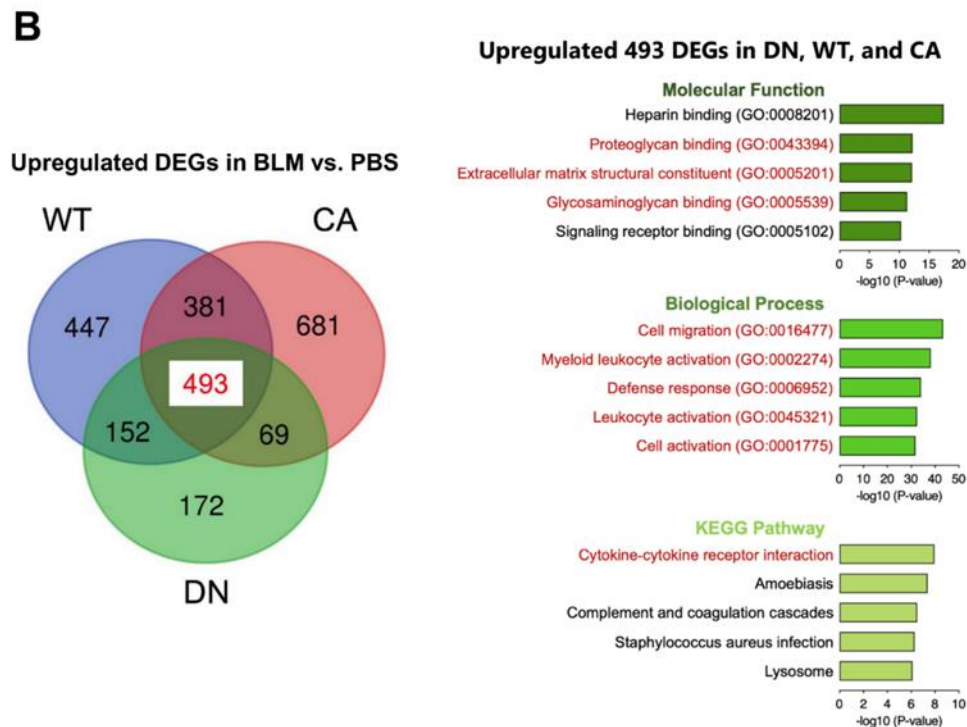 B
Upregulated DEGs in BLM vs. PBS
WT
CA
447
381
681
493
152
69
172
DN
Upregulated 493 DEGs in DN, WT, and CA
Molecular Function
Heparin binding (GO:0008201)
Proteoglycan binding (GO:0043394)
Extracellular matrix structural constituent (GO:0005201)
Glycosaminoglycan binding (GO:0005539)
Signaling receptor binding (GO:0005102)
0 5 10 15 20
-log10 (P-value)
Biological Process
Cell migration (GO:0016477)
Myeloid leukocyte activation (GO:0002274)
Defense response (GO:0006952)
Leukocyte activation (GO:0045321)
Cell activation (GO:0001775)
0 10 20 30 40 50
-log10 (P-value)
KEGG Pathway
Cytokine-cytokine receptor interaction
Amoebiasis
Complement and coagulation cascades
Staphylococcus aureus infection
Lysosome
0 2 4 6 8 10
-log10 (P-value)